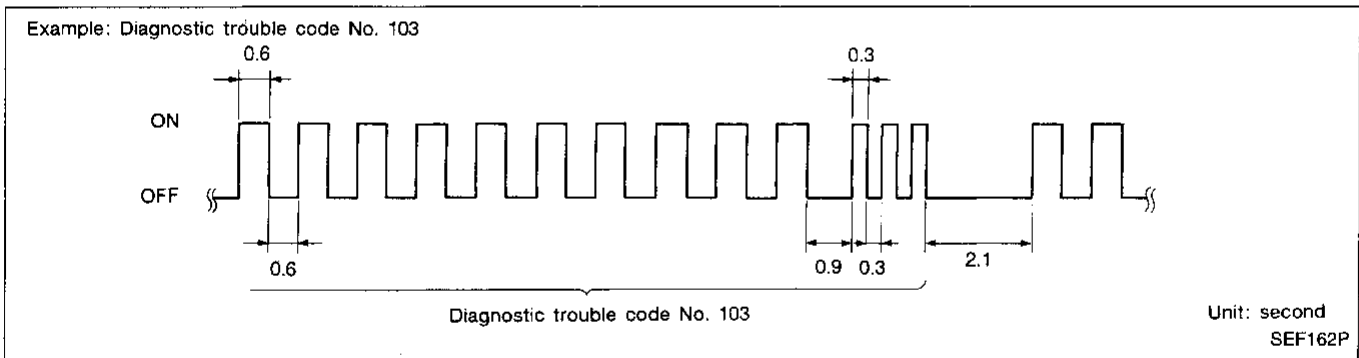 Example: Diagnostic trouble code No. 103
0.6
0.3
ON
OFF
0.6
0.9
0.3
2.1
Diagnostic trouble code No. 103
Unit: second
SEF162P